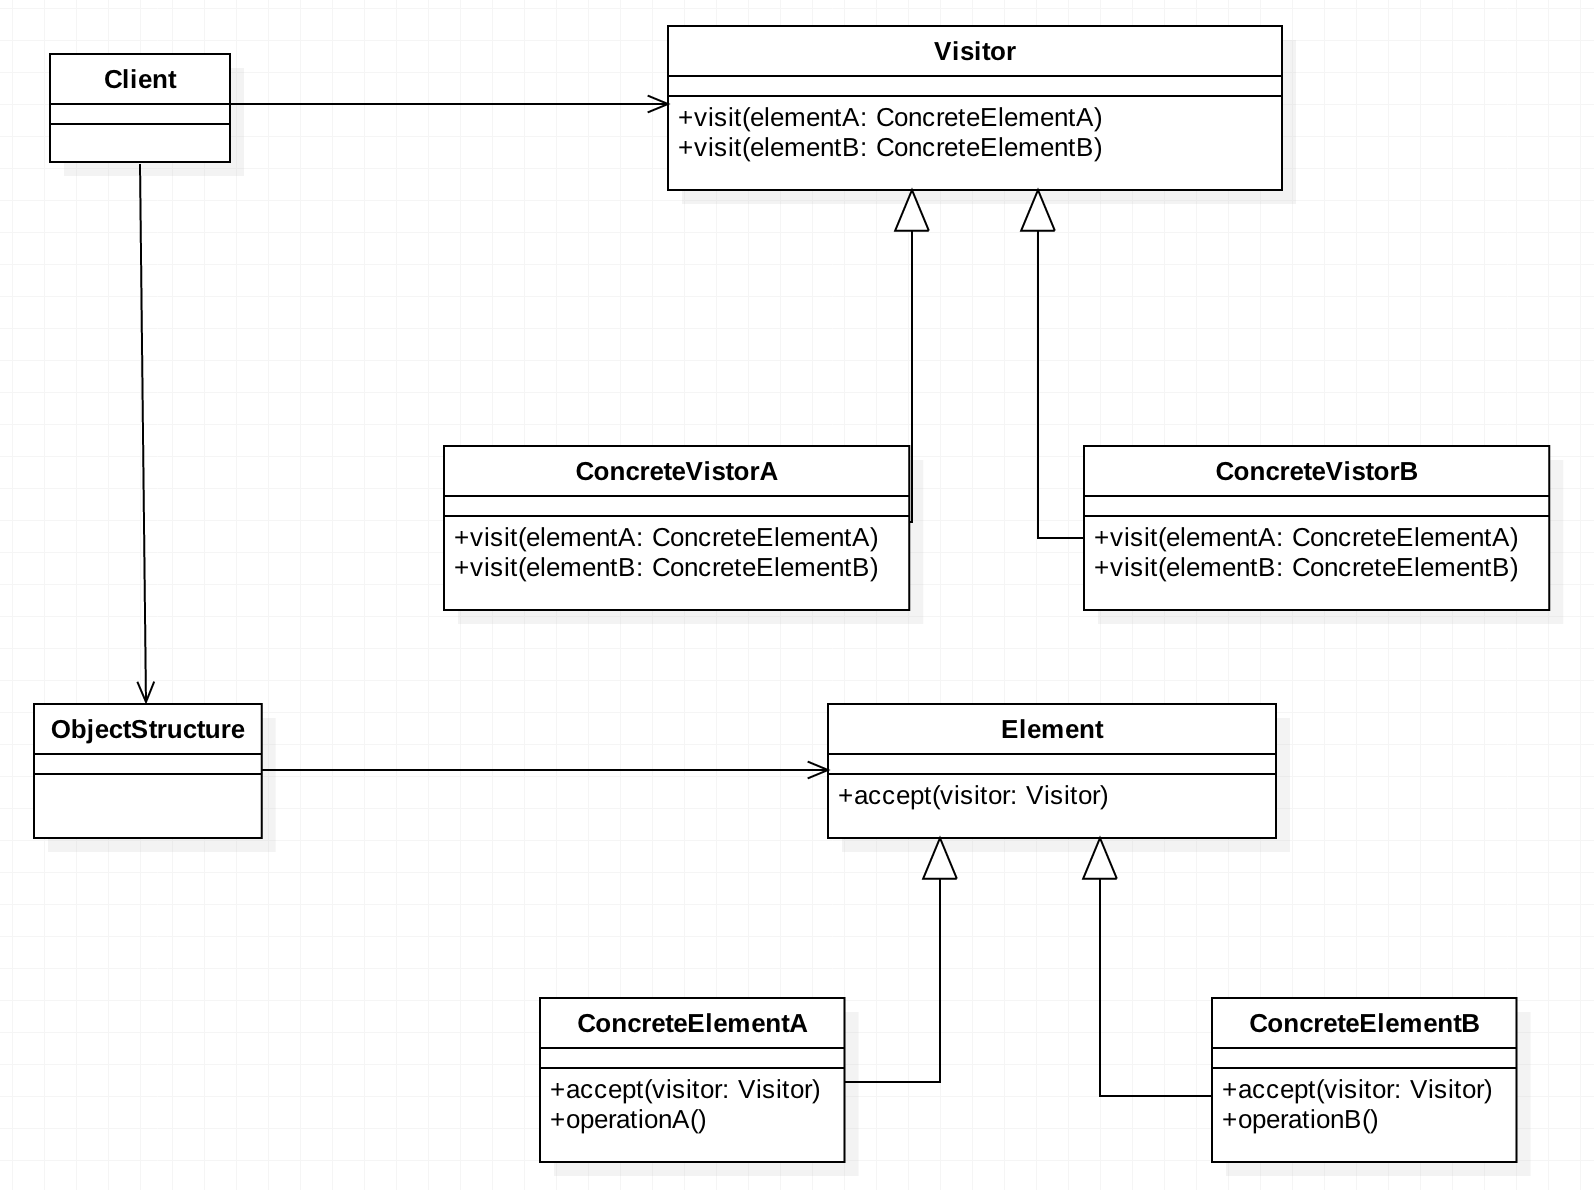 Client
Visitor
+visit(elementA: ConcreteElementA)
+visit(elementB: ConcreteElementB)
ConcreteVistorA
+visit(elementA: ConcreteElementA)
+visit(elementB: ConcreteElementB)
ConcreteVistorB
+visit(elementA: ConcreteElementA)
+visit(elementB: ConcreteElementB)
ObjectStructure
Element
+accept(visitor: Visitor)
ConcreteElementA
+accept(visitor: Visitor)
+operationA()
ConcreteElementB
+accept(visitor: Visitor)
+operationB()